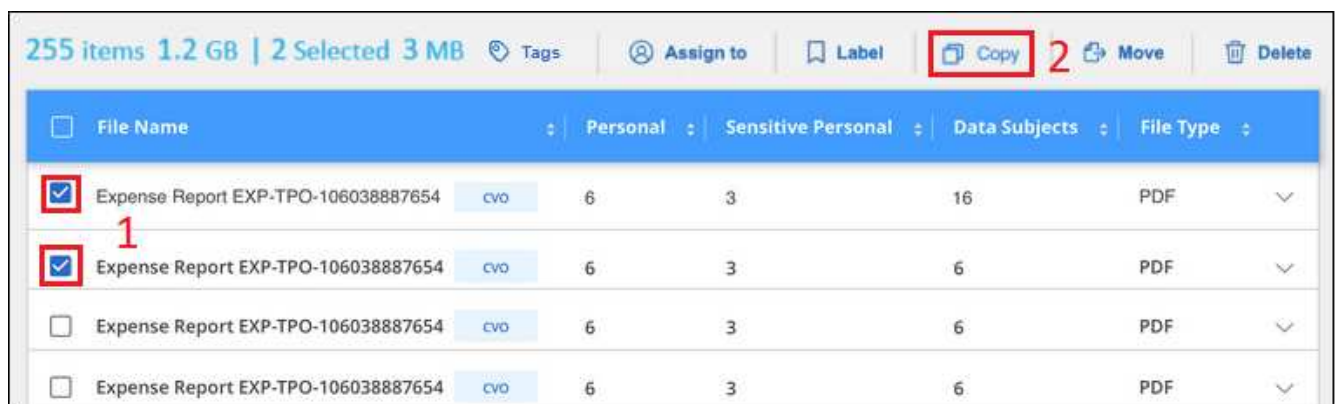 255 items 1.2 GB | 2 Selected 3 MB Tags Assign to Label Copy 2 Move Delete
File Name Personal Sensitive Personal Data Subjects File Type
Expense Report EXP-TPO-106038887654 cvo 6 3 16 PDF
1
Expense Report EXP-TPO-106038887654 cvo 6 3 6 PDF
Expense Report EXP-TPO-106038887654 cvo 6 3 6 PDF
Expense Report EXP-TPO-106038887654 cvo 6 3 6 PDF